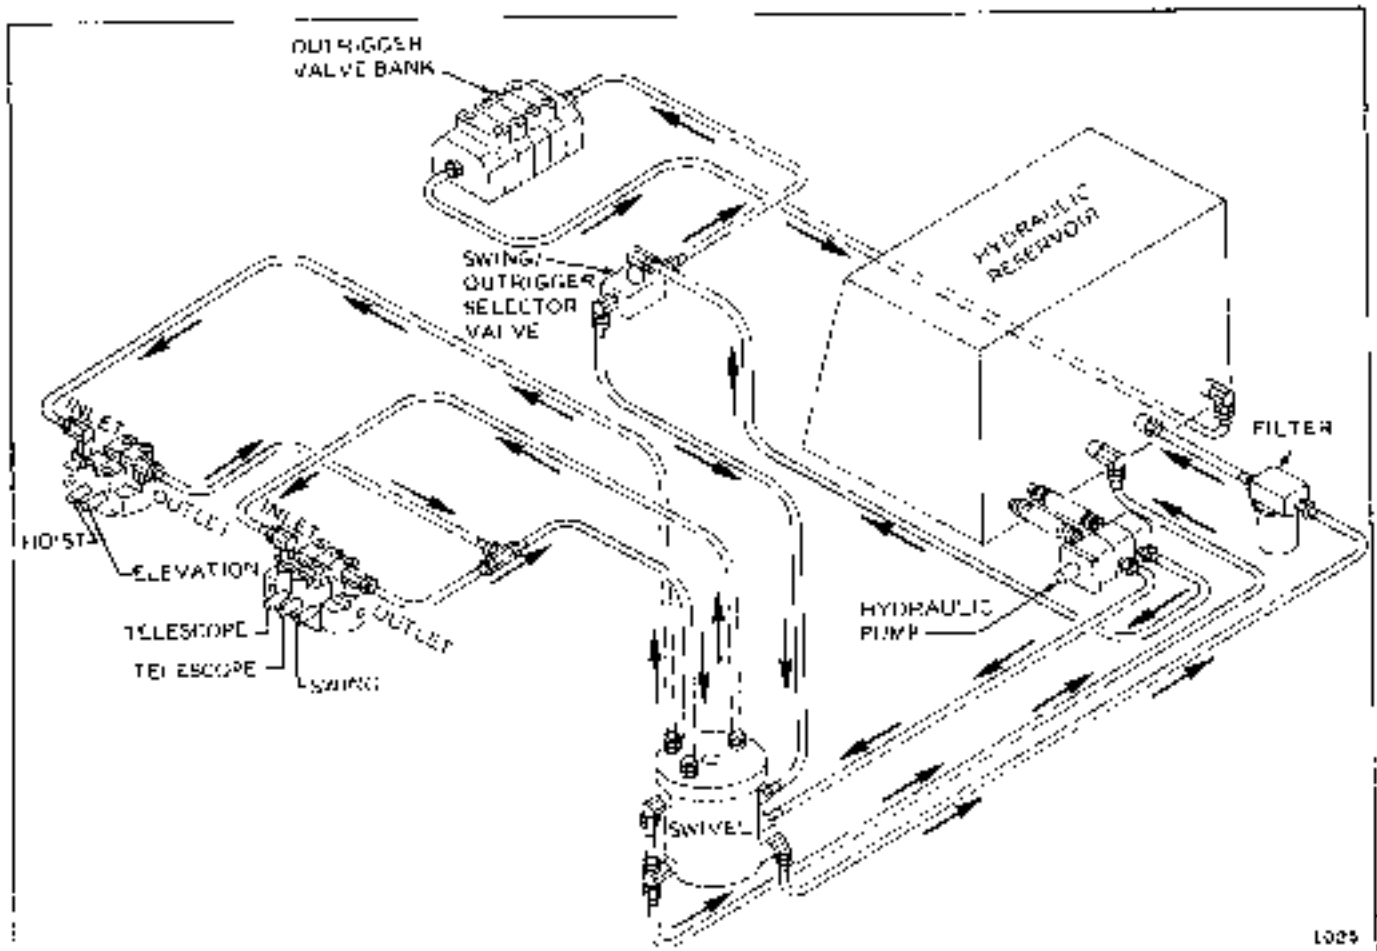 OUTRIGGER
VALVE BANK
HYDRAULIC
RESERVOIR
SWING/
OUTRIGGER
SELECTOR
VALVE
INLET
FILTER
OUTLET
INLET
HOIST
ELEVATION
HYDRAULIC
PUMP
TELESCOPE
OUTLET
TELESCOPE
SWING
SWIVEL
1025